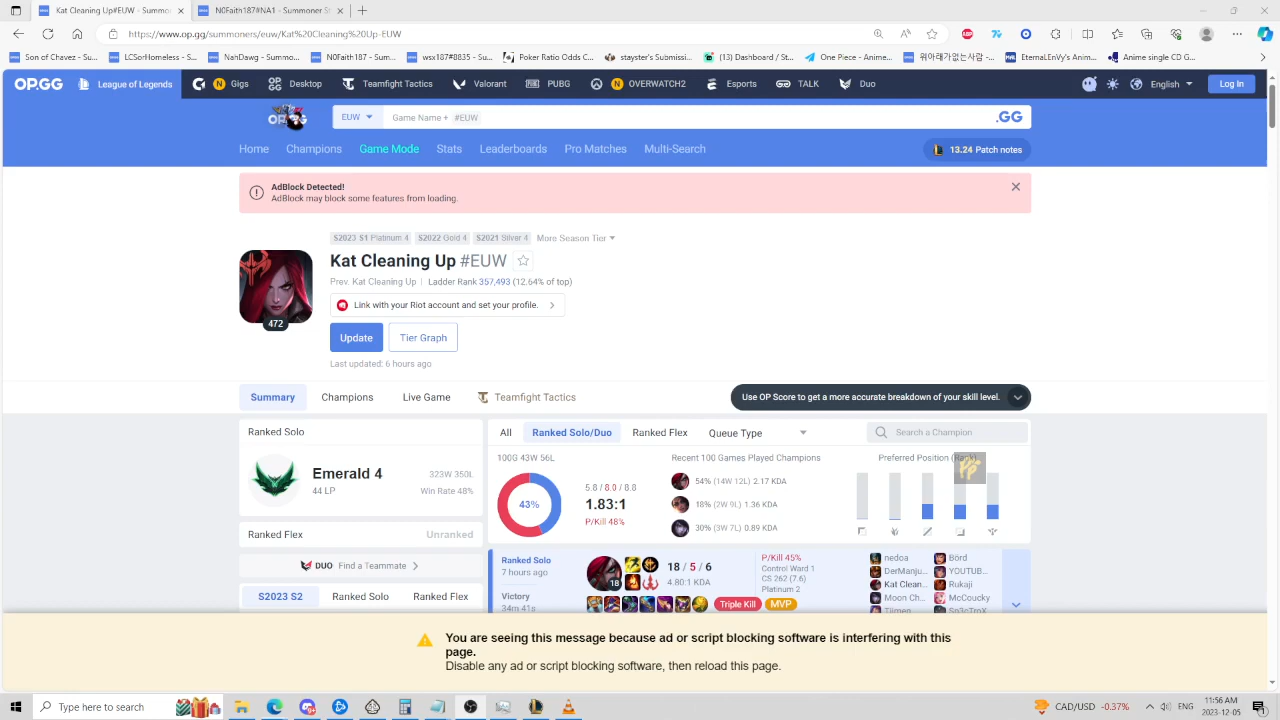 Kat Cleaning Up#EUW - Summo
N0Faith187#NA1 - Summoner S
https://www.op.gg/summoners/euw/Kat%20Cleaning%20Up-EUW
Son of Chavez - Sum...
LCSorHomeless - S...
NahDawg - Summo...
N0Faith187#NA1 - S...
wsx187#8835 - Su...
Poker Ratio Odds C...
stayster's Submissi...
(13) Dashboard / St...
One Piece - Anime...
위아래가없는사람 -...
EternalLEnVy's Anim...
Anime single CD G...
OP.GG
League of Legends
Gigs
Desktop
Teamfight Tactics
Valorant
PUBG
OVERWATCH2
Esports
TALK
Duo
English
Log In
EUW
Game Name + #EUW
.GG
Home
Champions
Game Mode
Stats
Leaderboards
Pro Matches
Multi-Search
13.24 Patch notes
AdBlock Detected!
AdBlock may block some features from loading.
S2023 S1 Platinum 4
S2022 Gold 4
S2021 Silver 4
More Season Tier
Kat Cleaning Up #EUW
Prev. Kat Cleaning Up
Ladder Rank 357,493 (12.64% of top)
Link with your Riot account and set your profile.
472
Update
Tier Graph
Last updated: 6 hours ago
Summary
Champions
Live Game
Teamfight Tactics
Use OP Score to get a more accurate breakdown of your skill level.
Ranked Solo
Emerald 4
44 LP
323W 350L
Win Rate 48%
Ranked Flex
Unranked
DUO Find a Teammate
S2023 S2
Ranked Solo
Ranked Flex
All
Ranked Solo/Duo
Ranked Flex
Queue Type
Search a Champion
100G 43W 56L
43%
5.8 / 8.0 / 8.8
1.83:1
P/Kill 48%
Recent 100 Games Played Champions
54% (14W 12L) 2.17 KDA
18% (2W 9L) 1.36 KDA
30% (3W 7L) 0.89 KDA
Preferred Position (Rank)
Ranked Solo
7 hours ago
Victory
34m 41s
18
18 / 5 / 6
4.80:1 KDA
Triple Kill
MVP
P/Kill 45%
Control Ward 1
CS 262 (7.6)
Platinum 2
nedoa
DerManju...
Kat Clean...
Moon Ch...
Börd
YOUTUB...
Rukaji
McCoucky
You are seeing this message because ad or script blocking software is interfering with this
page.
Disable any ad or script blocking software, then reload this page.
Type here to search
CAD/USD -0.37%
ENG
11:56 AM
2023-12-05